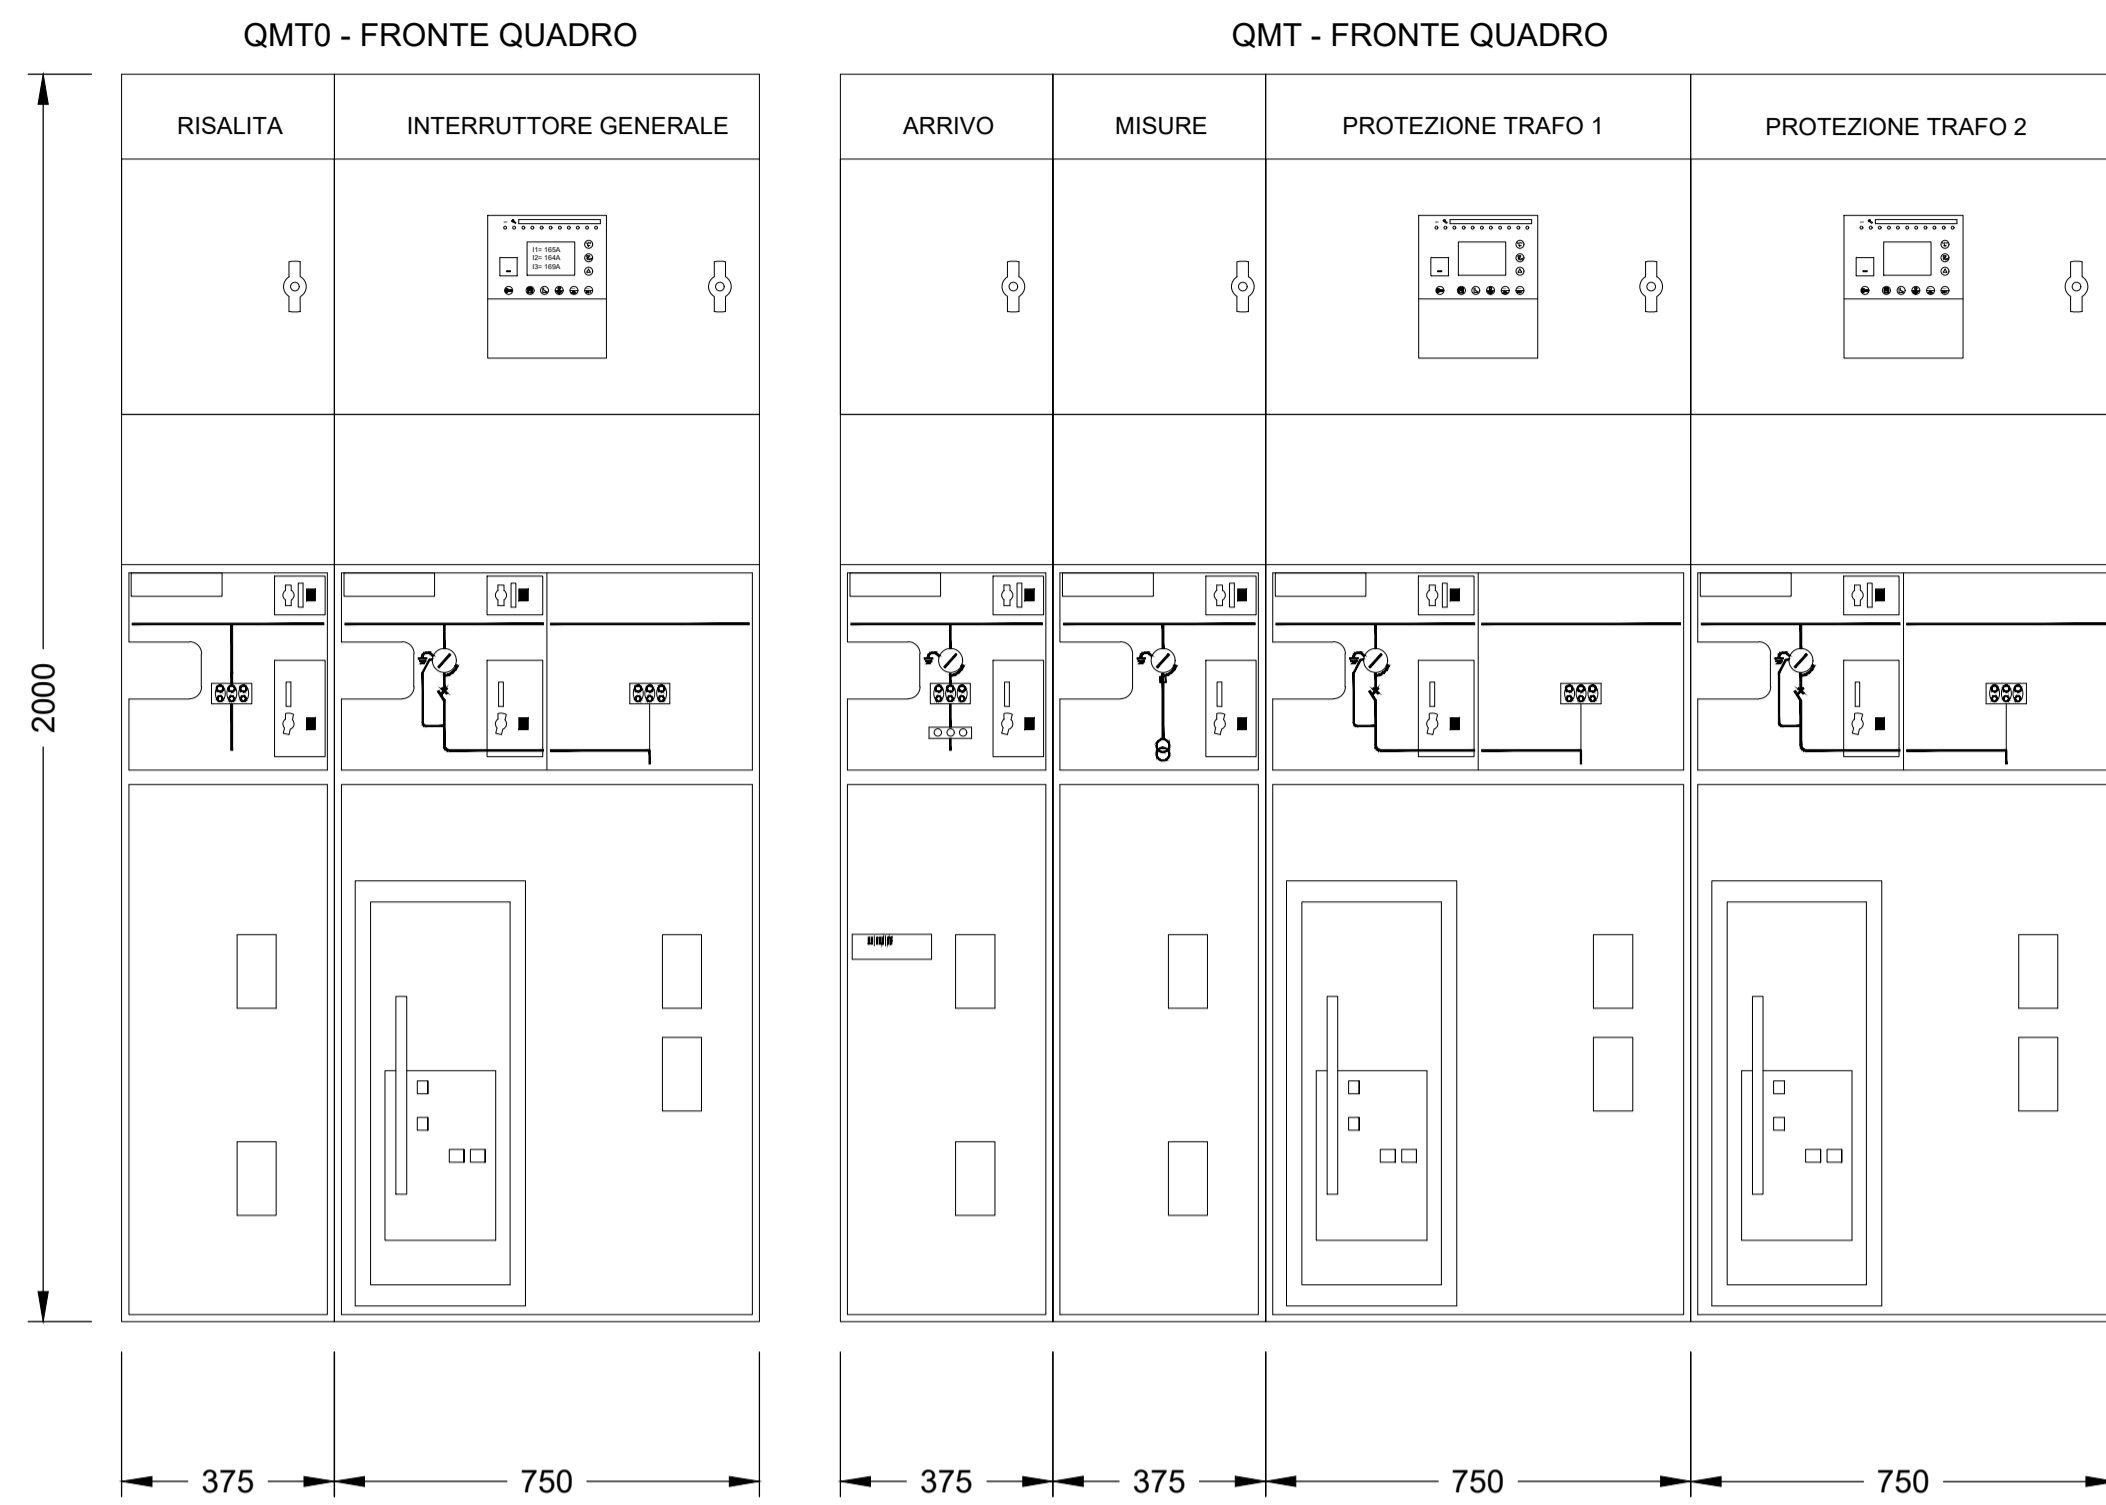 QMT0 - FRONTE QUADRO
QMT - FRONTE QUADRO
RISALITA
INTERRUTTORE GENERALE
ARRIVO
MISURE
PROTEZIONE TRAFO 1
PROTEZIONE TRAFO 2
I1= 165A
I2= 164A
I3= 169A
2000
375
750
375
375
750
750